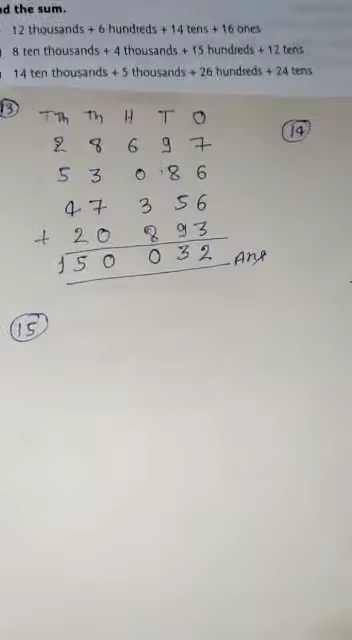 nd the sum.
12 thousands + 6 hundreds + 14 tens + 16 ones
8 ten thousands + 4 thousands + 15 hundreds + 12 tens
14 ten thousands + 5 thousands + 26 hundreds + 24 tens
13 TTh Th H T O
14
2 8 6 9 7
5 3 0 8 6
4 7 3 5 6
+ 2 0 8 9 3
1 5 0 0 3 2 Ans
15